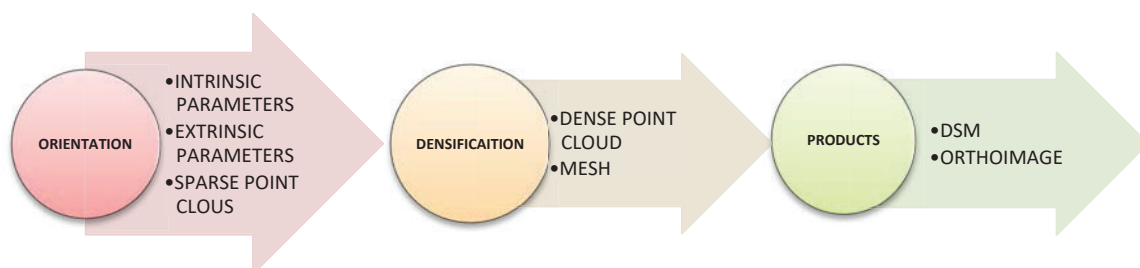 ORIENTATION
•INTRINSIC
PARAMETERS
•EXTRINSIC
PARAMETERS
•SPARSE POINT
CLOUS
DENSIFICAITION
•DENSE POINT
CLOUD
•MESH
PRODUCTS
•DSM
•ORTHOIMAGE